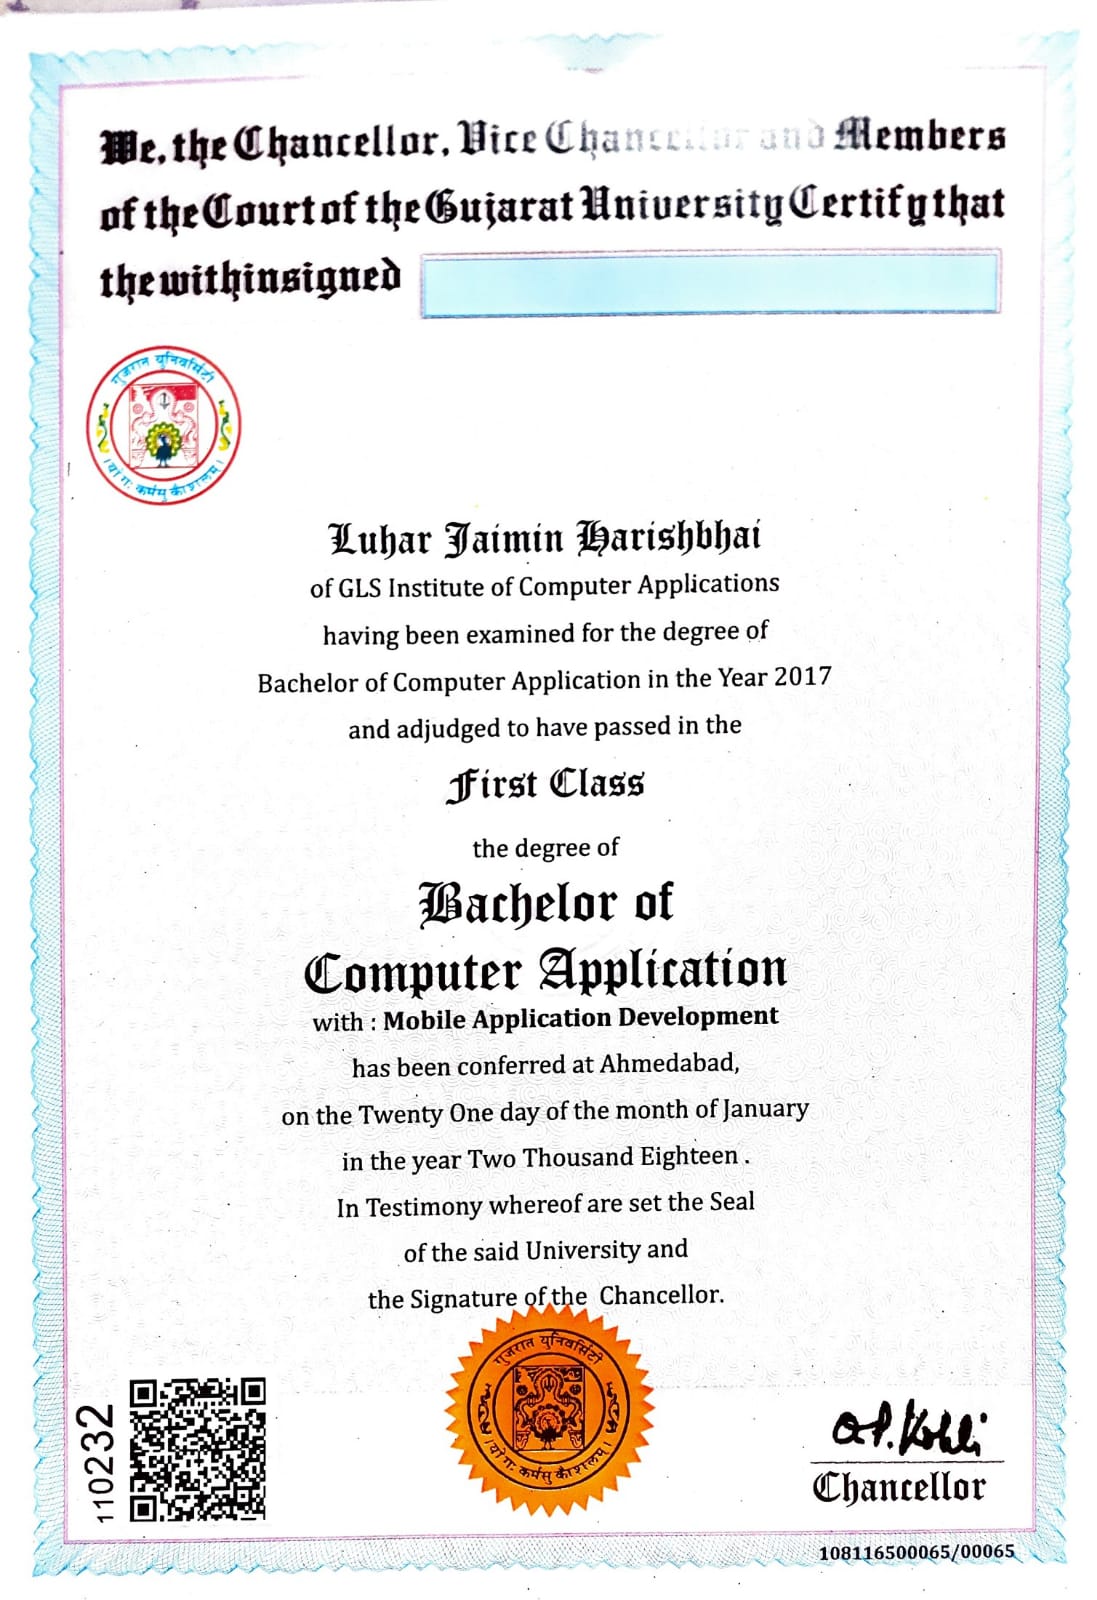 We, the Chancellor, Vice Chancellor and Members
of the Court of the Gujarat University Certify that
the withinsigned
ગુજરાત યુનિવર્સિટી
। योगः कर्मसु कौशलम् ।
Luhar Jaimin Harishbhai
of GLS Institute of Computer Applications
having been examined for the degree of
Bachelor of Computer Application in the Year 2017
and adjudged to have passed in the
First Class
the degree of
Bachelor of
Computer Application
with : Mobile Application Development
has been conferred at Ahmedabad,
on the Twenty One day of the month of January
in the year Two Thousand Eighteen .
In Testimony whereof are set the Seal
of the said University and
the Signature of the Chancellor.
ગુજરાત યુનિવર્સિટી
। योगः कर्मसु कौशलम् ।
110232
Chancellor
108116500065/00065